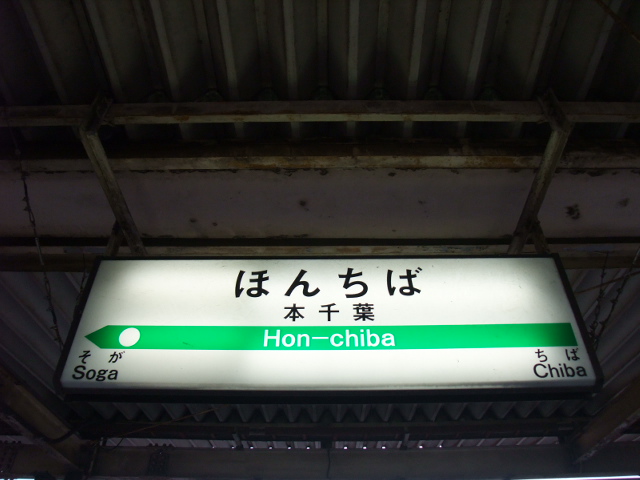 ほんちば
本千葉
Hon-chiba
そが
Soga
ちば
Chiba